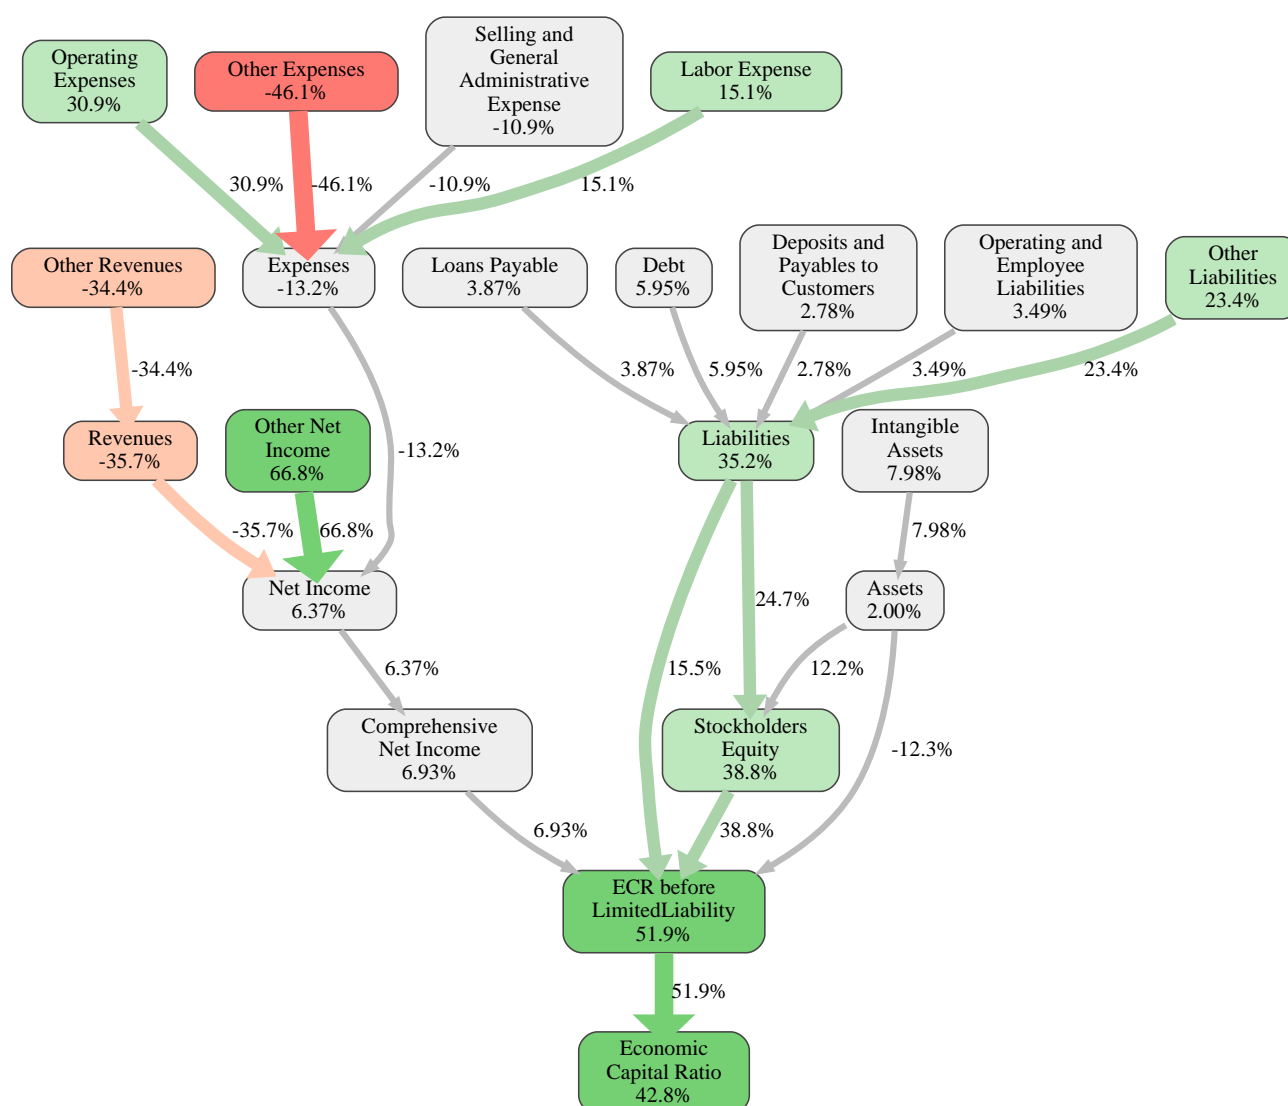 Operating
Expenses
30.9%
Other Expenses
-46.1%
Selling and
General
Administrative
Expense
-10.9%
Labor Expense
15.1%
30.9%
-46.1%
-10.9%
15.1%
Other Revenues
-34.4%
Expenses
-13.2%
Loans Payable
3.87%
Debt
5.95%
Deposits and
Payables to
Customers
2.78%
Operating and
Employee
Liabilities
3.49%
Other
Liabilities
23.4%
-34.4%
3.87%
5.95%
2.78%
3.49%
23.4%
Revenues
-35.7%
Other Net
Income
66.8%
-13.2%
Liabilities
35.2%
Intangible
Assets
7.98%
-35.7%
66.8%
7.98%
Net Income
6.37%
24.7%
Assets
2.00%
6.37%
15.5%
12.2%
Comprehensive
Net Income
6.93%
Stockholders
Equity
38.8%
-12.3%
6.93%
38.8%
ECR before
LimitedLiability
51.9%
51.9%
Economic
Capital Ratio
42.8%